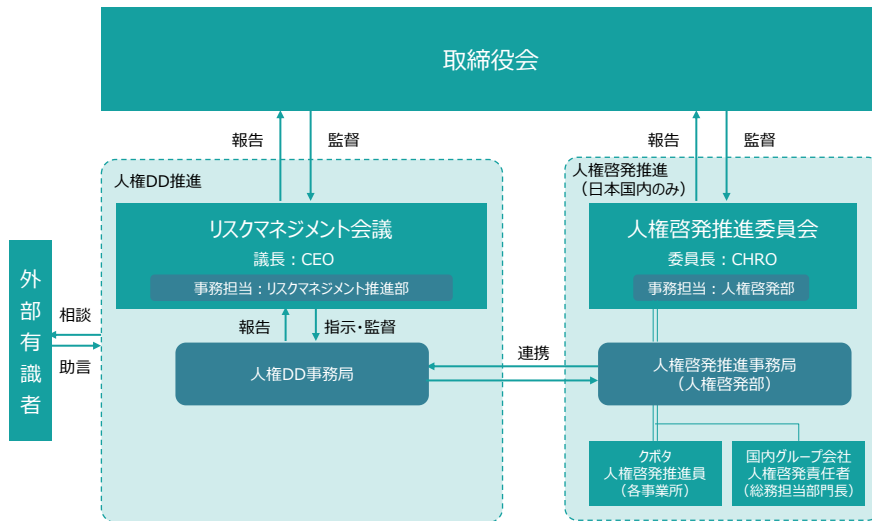 取締役会
報告
監督
報告
監督
人権DD推進
リスクマネジメント会議
議長：CEO
事務担当：リスクマネジメント推進部
報告
指示・監督
人権DD事務局
人権啓発推進
（日本国内のみ）
人権啓発推進委員会
委員長：CHRO
事務担当：人権啓発部
外部有識者
相談
助言
連携
人権啓発推進事務局
（人権啓発部）
クボタ
人権啓発推進員
（各事業所）
国内グループ会社
人権啓発責任者
（総務担当部門長）